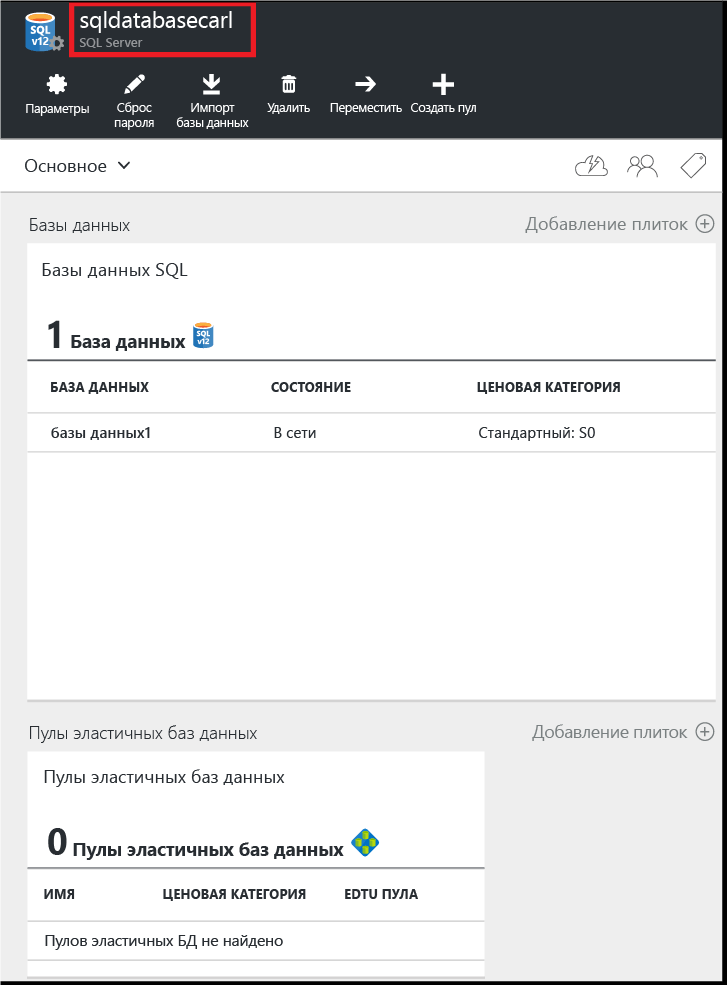 SQL
v12
sqldatabasecarl
SQL Server
Параметры
Сброс
пароля
Импорт
базы данных
Удалить
Переместить
Создать пул
Основное
Базы данных
Добавление плиток
Базы данных SQL
1 База данных
SQL
v12
БАЗА ДАННЫХ СОСТОЯНИЕ ЦЕНОВАЯ КАТЕГОРИЯ
базы данных1 В сети Стандартный: S0
Пулы эластичных баз данных
Добавление плиток
Пулы эластичных баз данных
0 Пулы эластичных баз данных
ИМЯ ЦЕНОВАЯ КАТЕГОРИЯ EDTU ПУЛА
Пулов эластичных БД не найдено